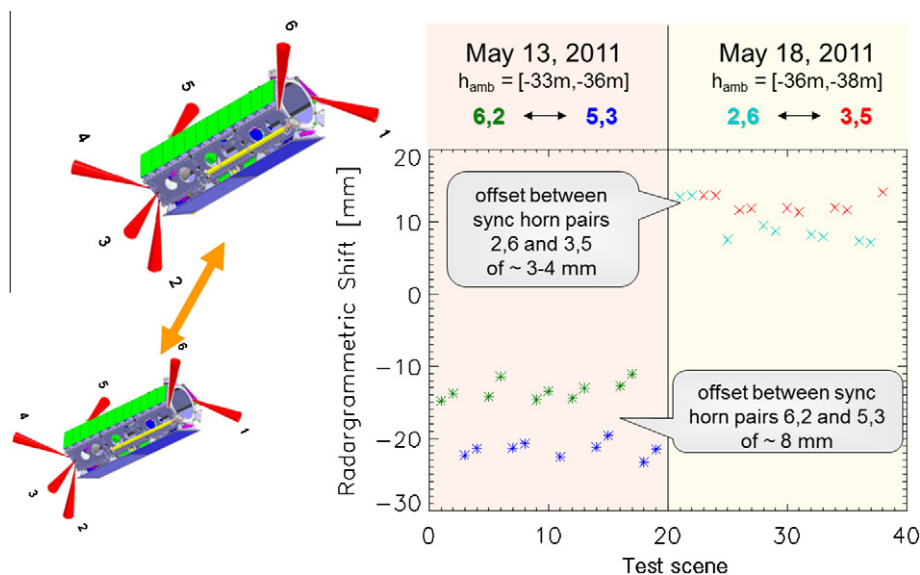 6
5
4
1
3
2
6
5
4
1
3
2
May 13, 2011
h_amb = [-33m,-36m]
6,2 ↔ 5,3
May 18, 2011
h_amb = [-36m,-38m]
2,6 ↔ 3,5
Radargrammetric Shift [mm]
20
10
0
−10
−20
−30
offset between
sync horn pairs
2,6 and 3,5
of ~ 3-4 mm
offset between sync
horn pairs 6,2 and 5,3
of ~ 8 mm
0
10
20
30
40
Test scene